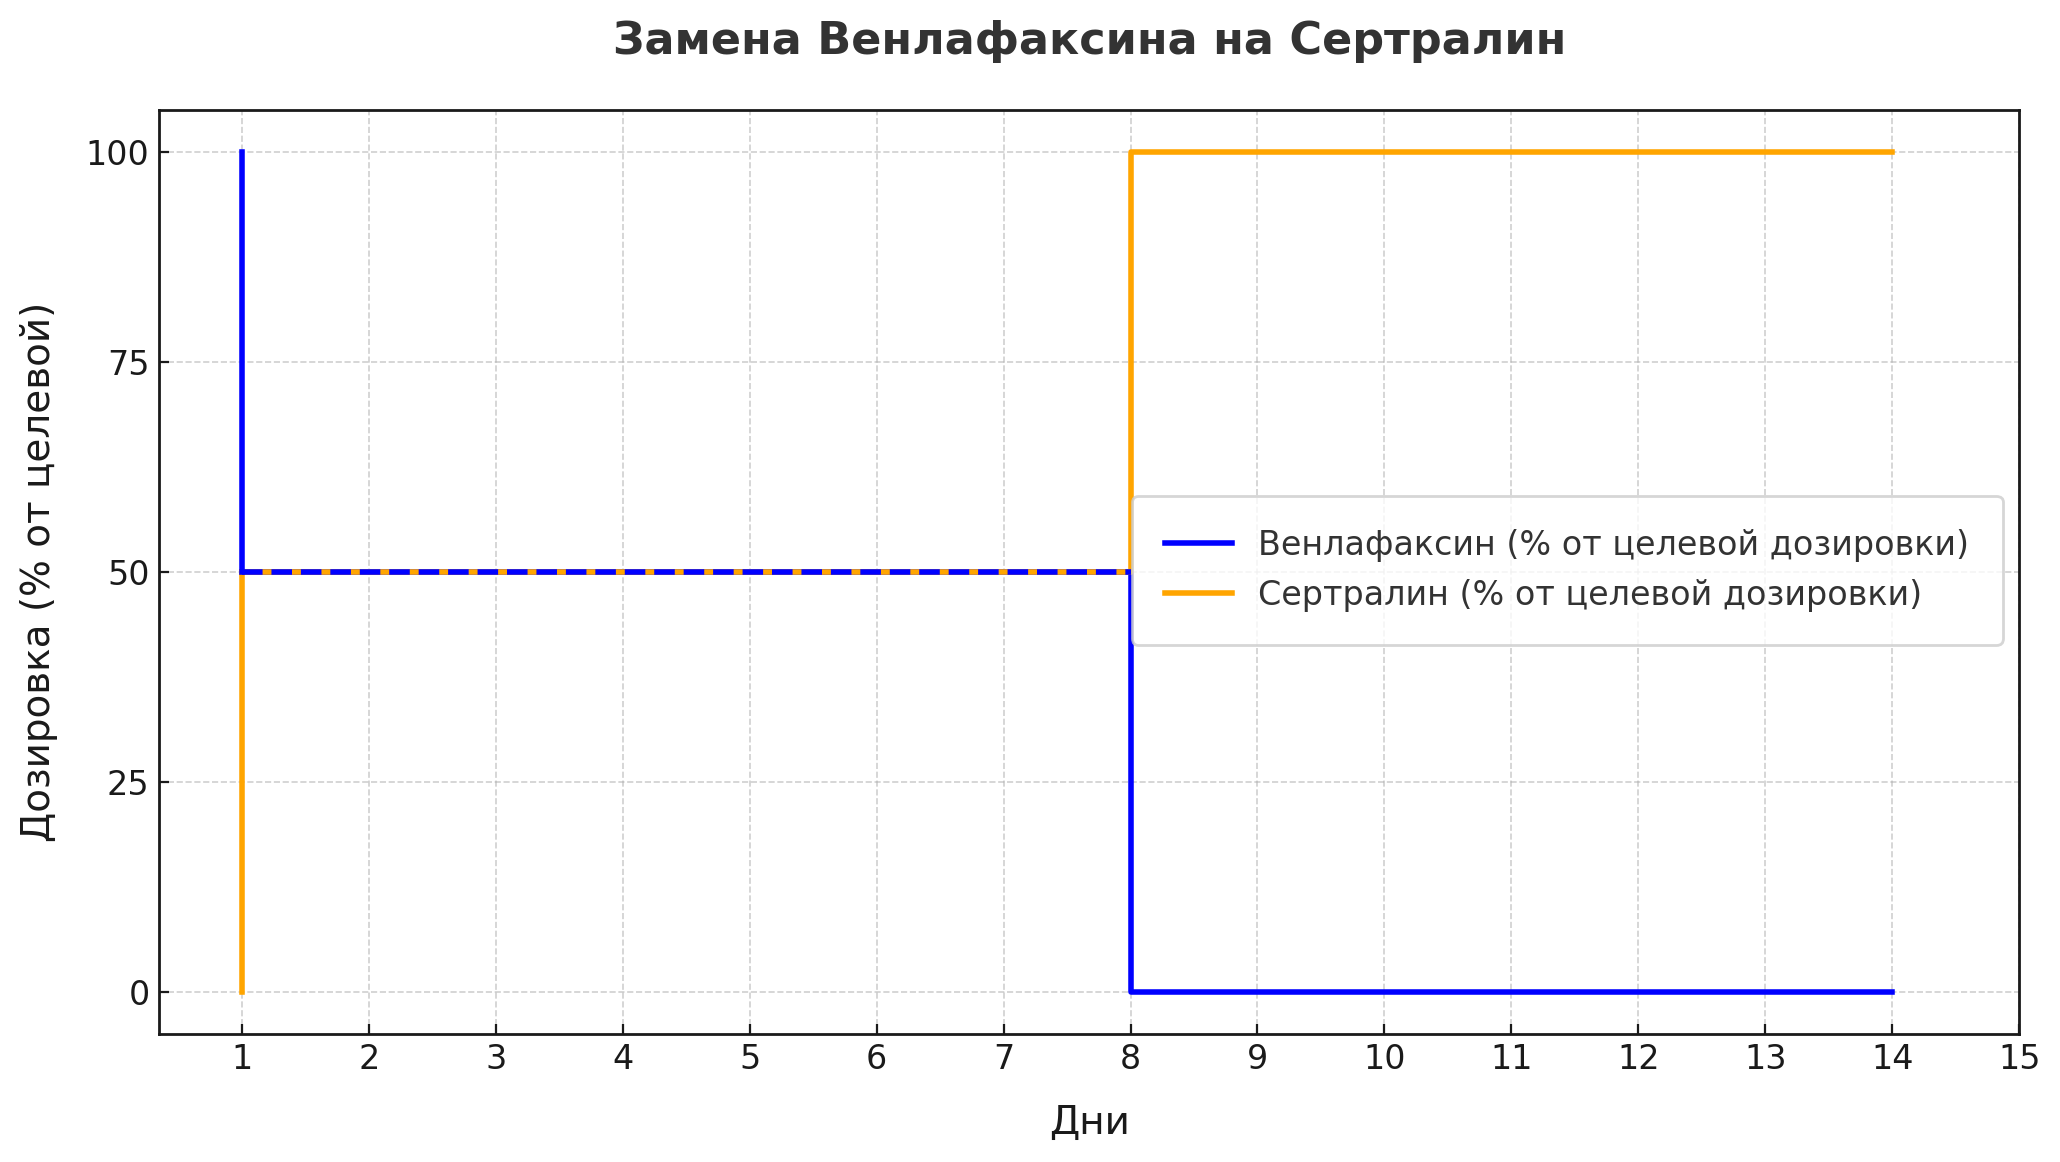 Замена Венлафаксина на Сертралин
Дозировка (% от целевой)
100
75
50
25
0
Венлафаксин (% от целевой дозировки)
Сертралин (% от целевой дозировки)
1 2 3 4 5 6 7 8 9 10 11 12 13 14 15
Дни